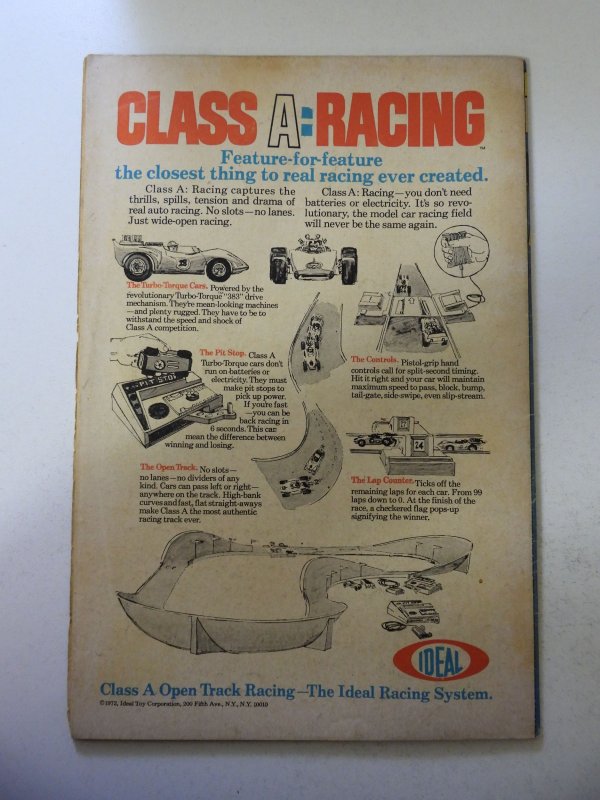 CLASS A: RACING™
Feature-for-feature
the closest thing to real racing ever created.
Class A: Racing captures the
thrills, spills, tension and drama of
real auto racing. No slots—no lanes.
Just wide-open racing.
Class A: Racing—you don't need
batteries or electricity. It's so revo-
lutionary, the model car racing field
will never be the same again.
The Turbo-Torque Cars. Powered by the
revolutionary Turbo-Torque "383" drive
mechanism. They're mean-looking machines
—and plenty rugged. They have to be to
withstand the speed and shock of
Class A competition.
The Pit Stop. Class A
Turbo-Torque cars don't
run on batteries or
electricity. They must
make pit stops to
pick up power.
If you're fast
—you can be
back racing in
6 seconds. This can
mean the difference between
winning and losing.
PIT STOP
The Controls. Pistol-grip hand
controls call for split-second timing.
Hit it right and your car will maintain
maximum speed to pass, block, bump,
tail-gate, side-swipe, even slip-stream.
The Open Track. No slots—
no lanes—no dividers of any
kind. Cars can pass left or right—
anywhere on the track. High-bank
curves and fast, flat straight-aways
make Class A the most authentic
racing track ever.
24
The Lap Counter. Ticks off the
remaining laps for each car. From 99
laps down to 0. At the finish of the
race, a checkered flag pops-up
signifying the winner.
IDEAL
Class A Open Track Racing—The Ideal Racing System.
©1972, Ideal Toy Corporation, 200 Fifth Ave., N.Y., N.Y. 10010